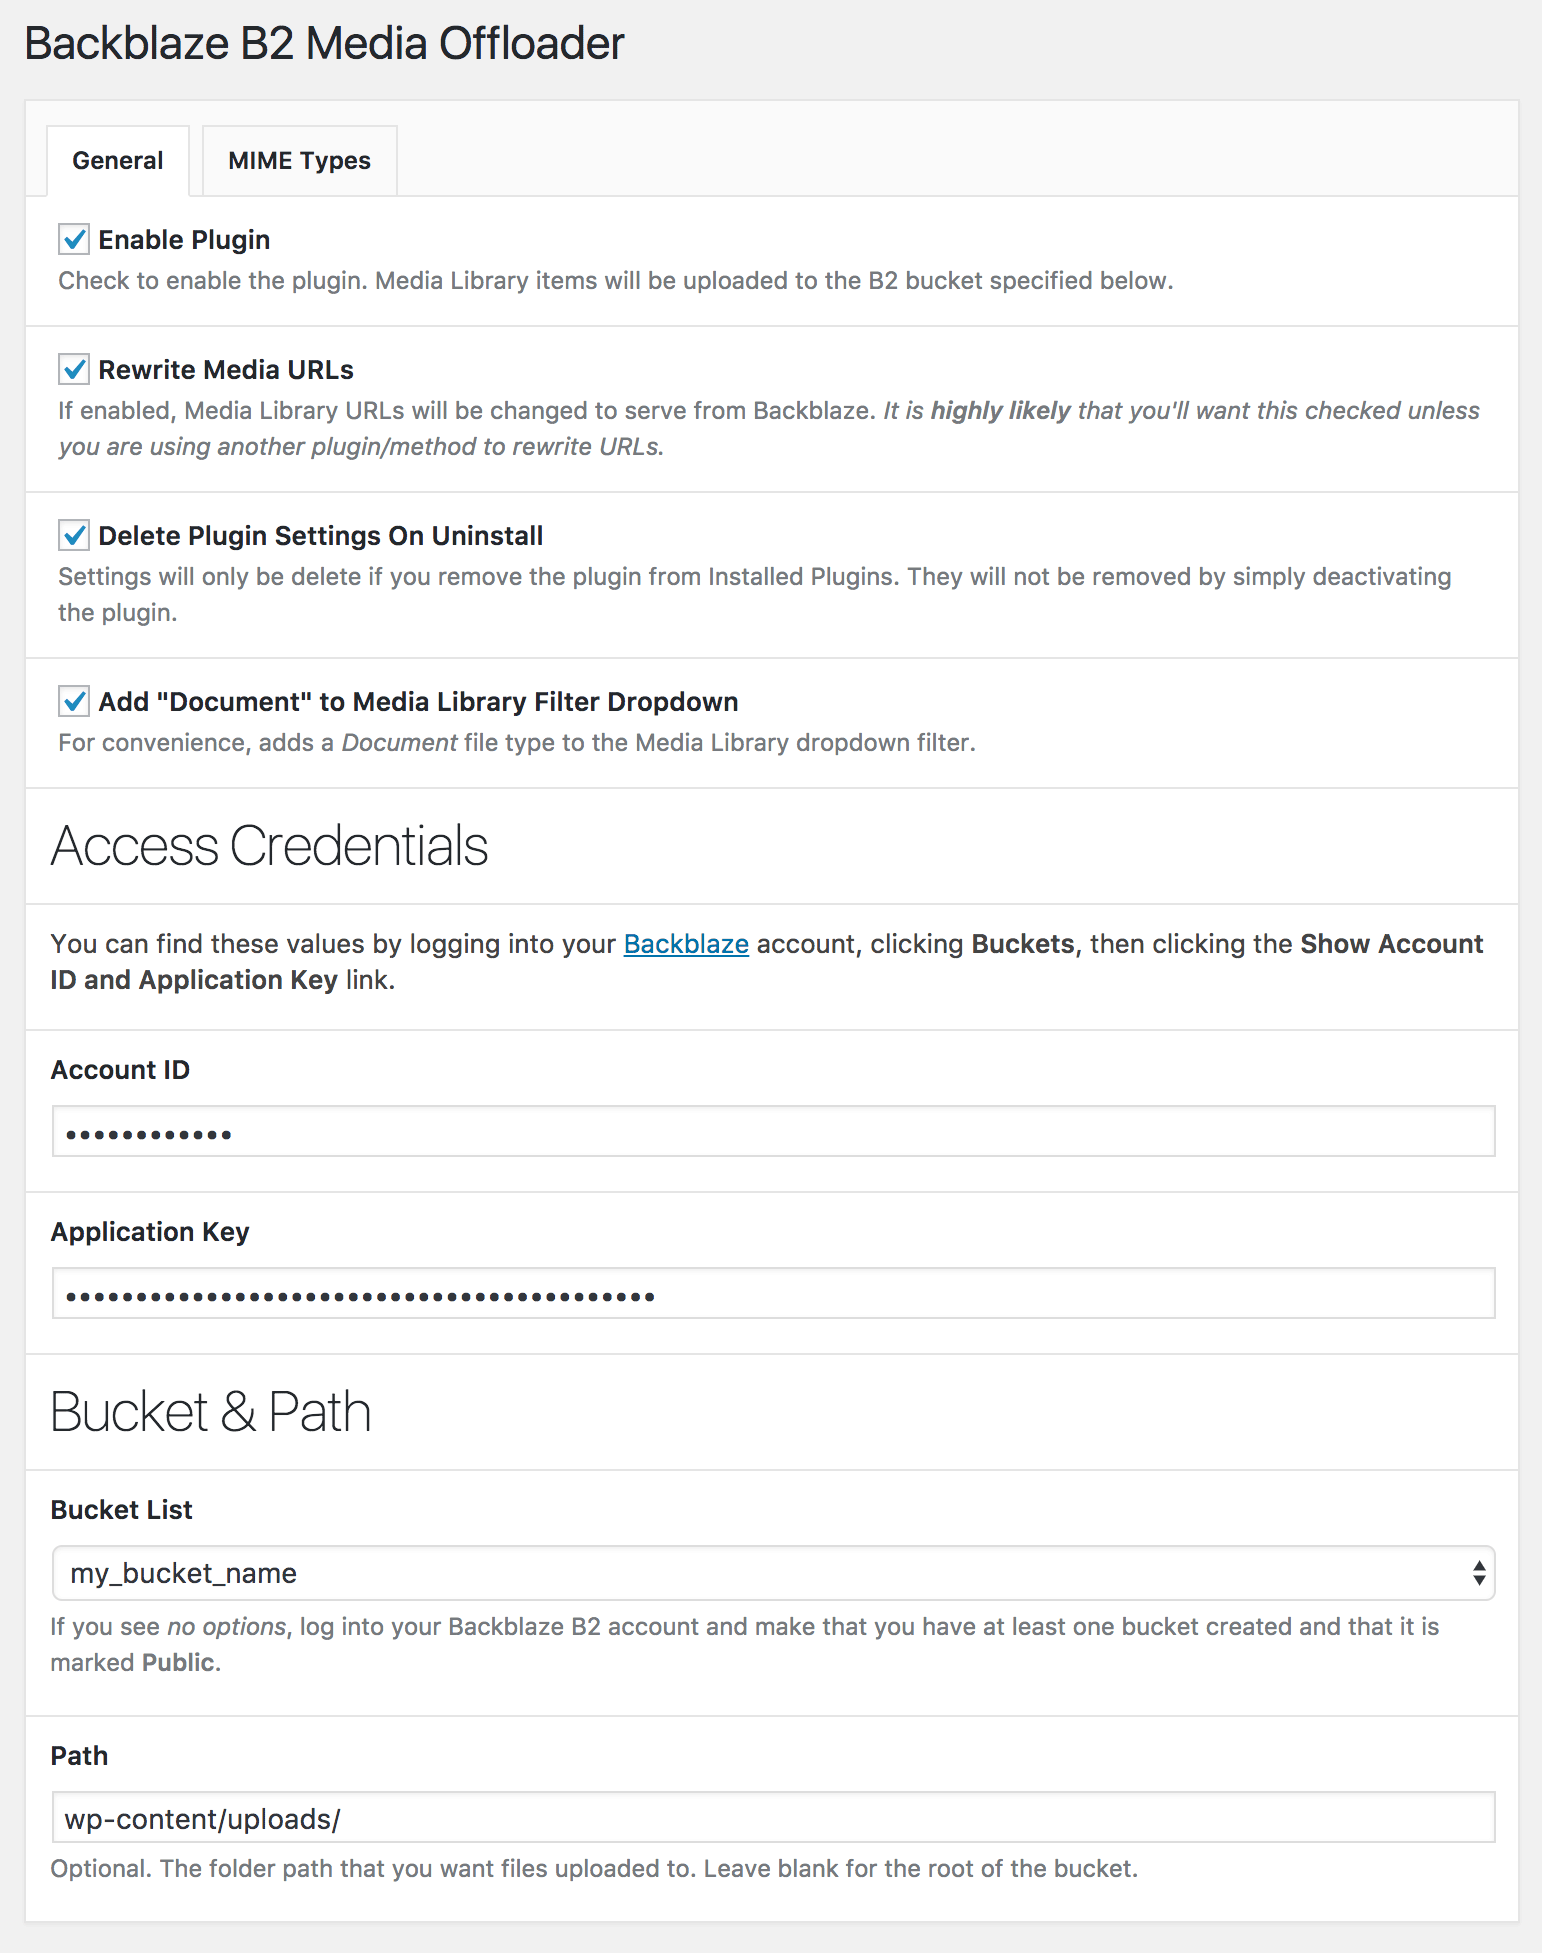 Backblaze B2 Media Offloader
General
MIME Types
Enable Plugin
Check to enable the plugin. Media Library items will be uploaded to the B2 bucket specified below.
Rewrite Media URLs
If enabled, Media Library URLs will be changed to serve from Backblaze. It is highly likely that you'll want this checked unless
you are using another plugin/method to rewrite URLs.
Delete Plugin Settings On Uninstall
Settings will only be delete if you remove the plugin from Installed Plugins. They will not be removed by simply deactivating
the plugin.
Add "Document" to Media Library Filter Dropdown
For convenience, adds a Document file type to the Media Library dropdown filter.
Access Credentials
You can find these values by logging into your Backblaze account, clicking Buckets, then clicking the Show Account
ID and Application Key link.
Account ID
••••••••••••
Application Key
••••••••••••••••••••••••••••••••••••••••••
Bucket & Path
Bucket List
my_bucket_name
If you see no options, log into your Backblaze B2 account and make that you have at least one bucket created and that it is
marked Public.
Path
wp-content/uploads/
Optional. The folder path that you want files uploaded to. Leave blank for the root of the bucket.